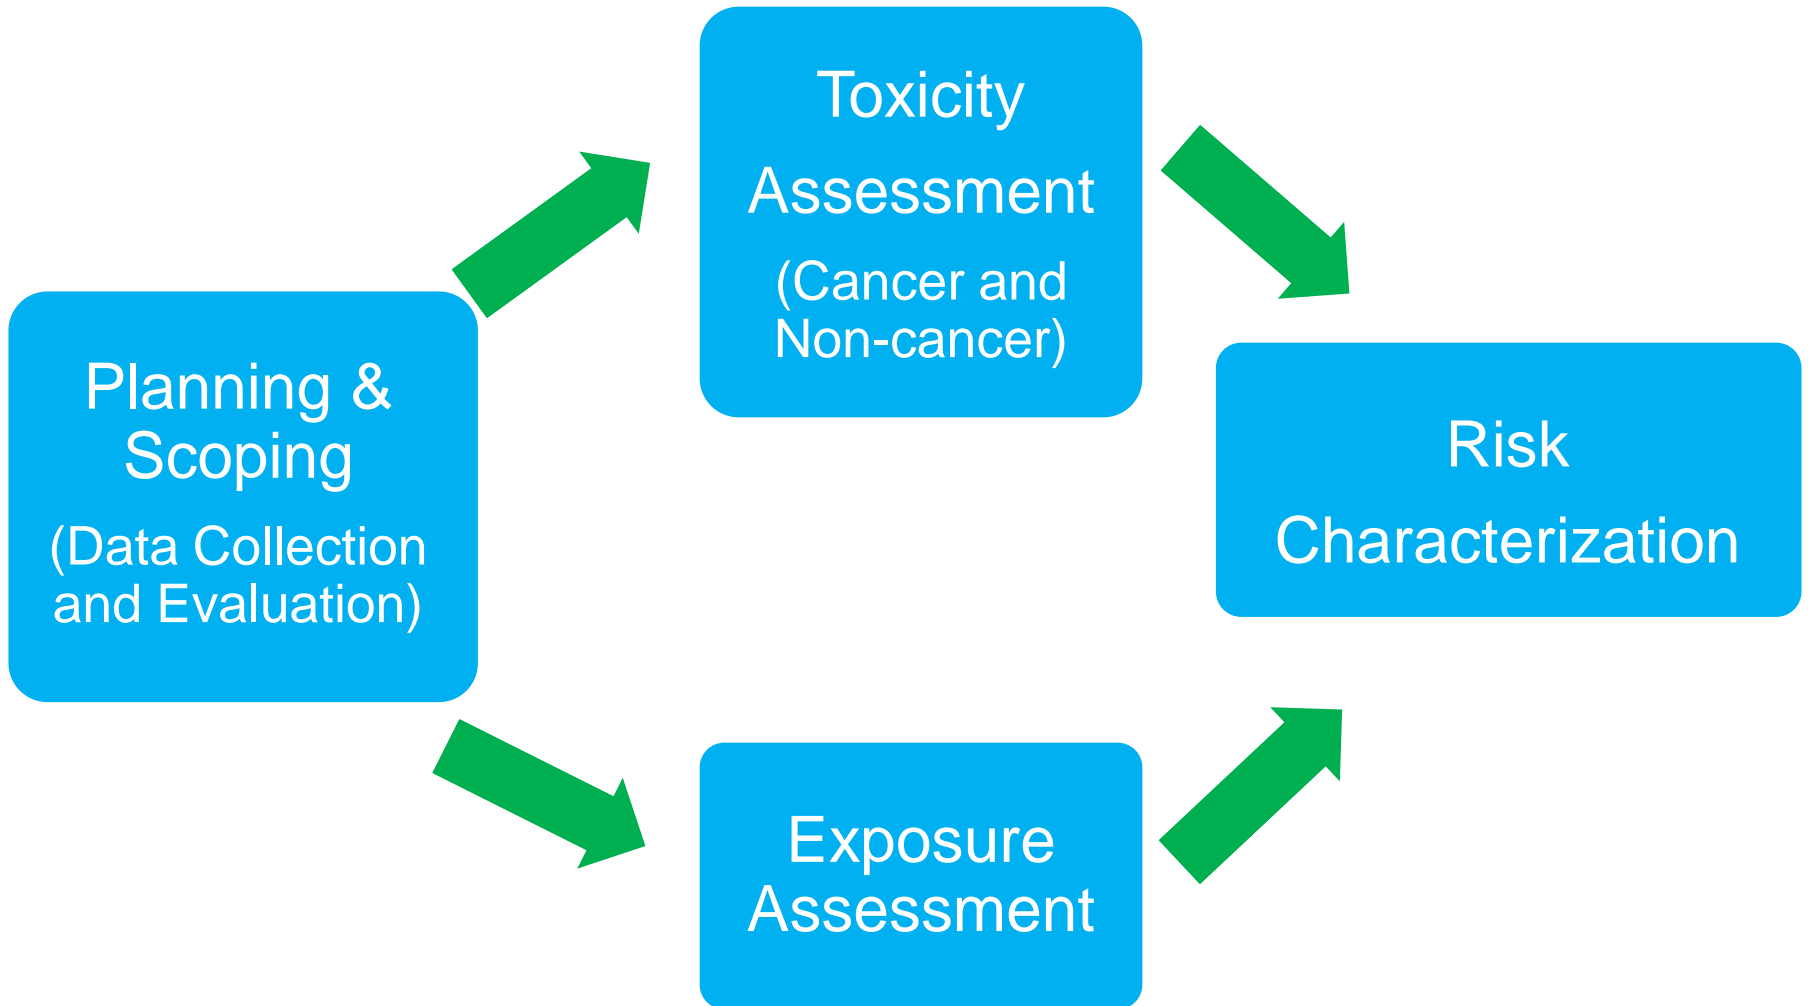 Planning &
Scoping
(Data Collection
and Evaluation)
Toxicity
Assessment
(Cancer and
Non-cancer)
Exposure
Assessment
Risk
Characterization